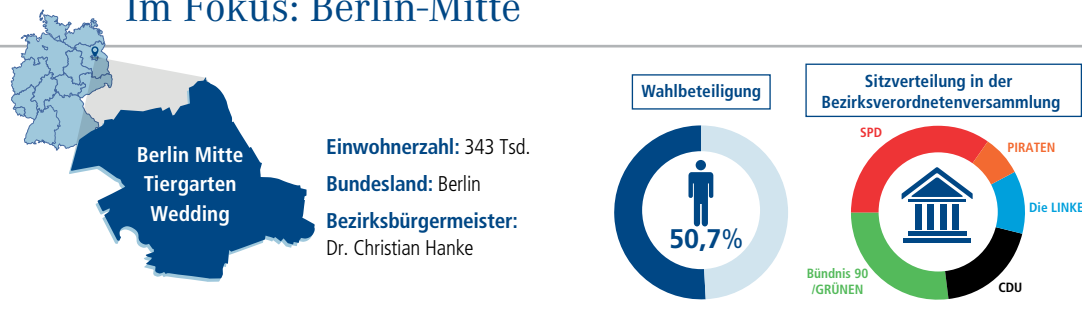 Im Fokus: Berlin-Mitte
Berlin Mitte
Tiergarten
Wedding
Einwohnerzahl: 343 Tsd.
Bundesland: Berlin
Bezirksbürgermeister:
Dr. Christian Hanke
Wahlbeteiligung
50,7%
Sitzverteilung in der
Bezirksverordnetenversammlung
SPD
PIRATEN
Die LINKE
CDU
Bündnis 90
/GRÜNEN